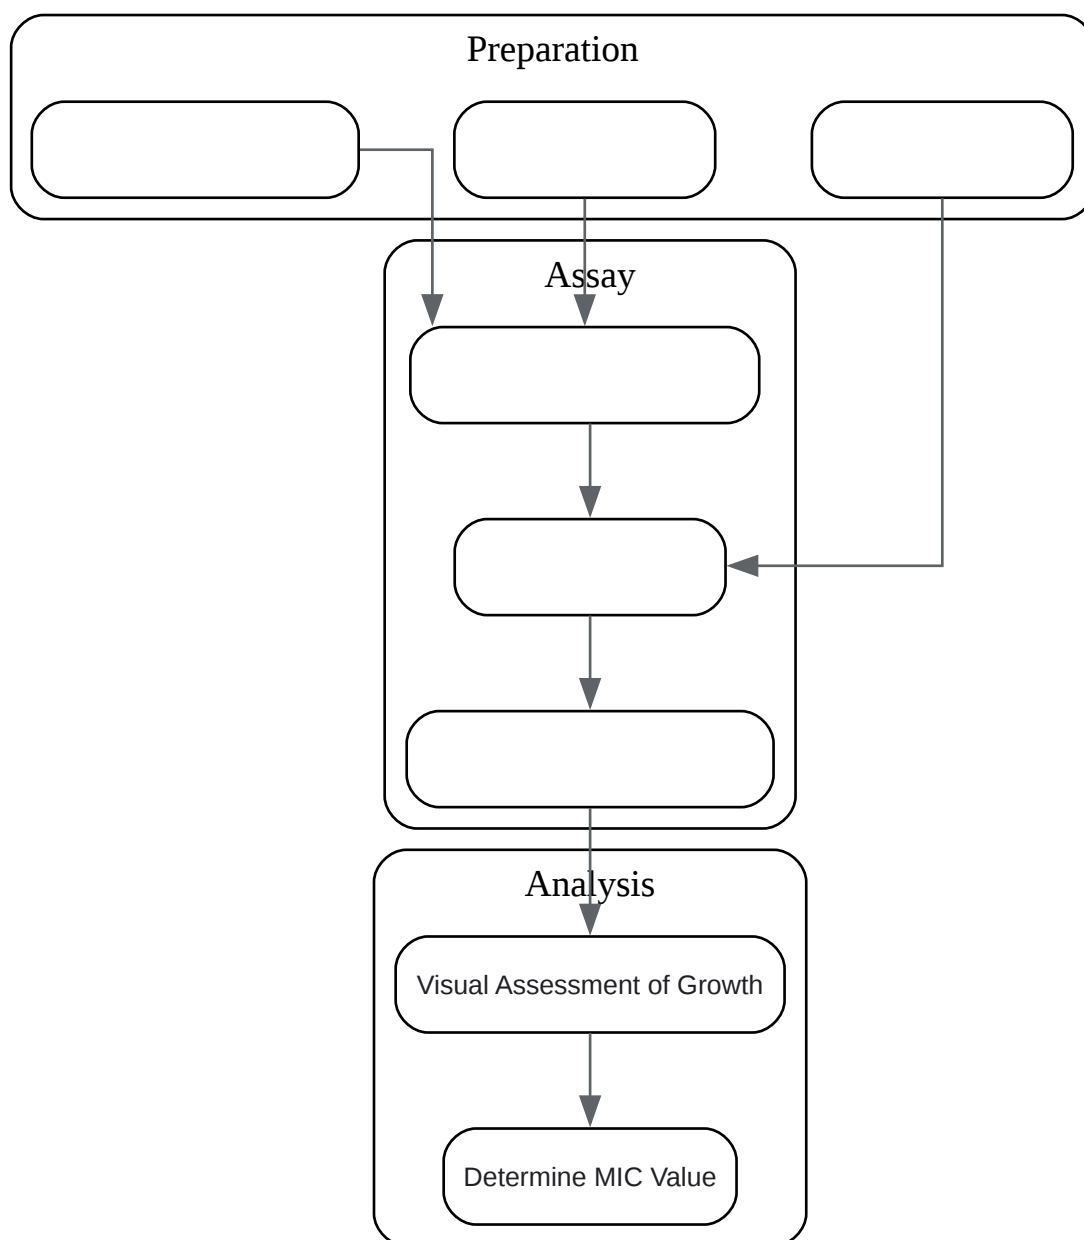 Preparation
Assay
Analysis
Visual Assessment of Growth
Determine MIC Value